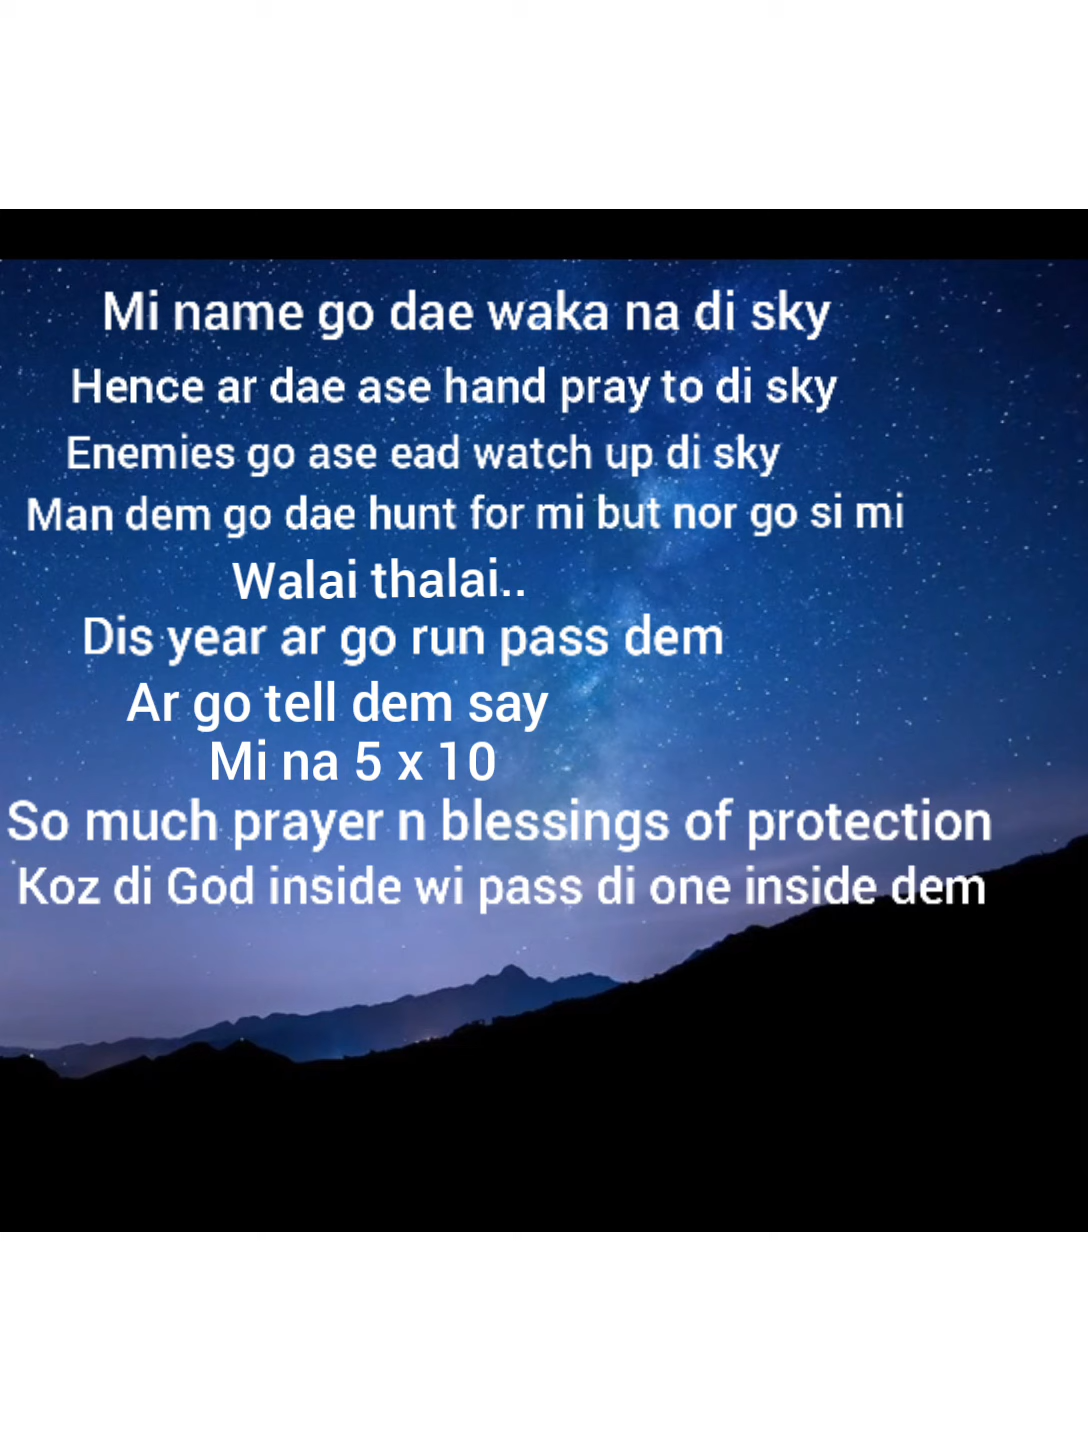 Mi name go dae waka na di sky
Hence ar dae ase hand pray to di sky
Enemies go ase ead watch up di sky
Man dem go dae hunt for mi but nor go si mi
Walai thalai..
Dis year ar go run pass dem
Ar go tell dem say
Mi na 5 x 10
So much prayer n blessings of protection
Koz di God inside wi pass di one inside dem